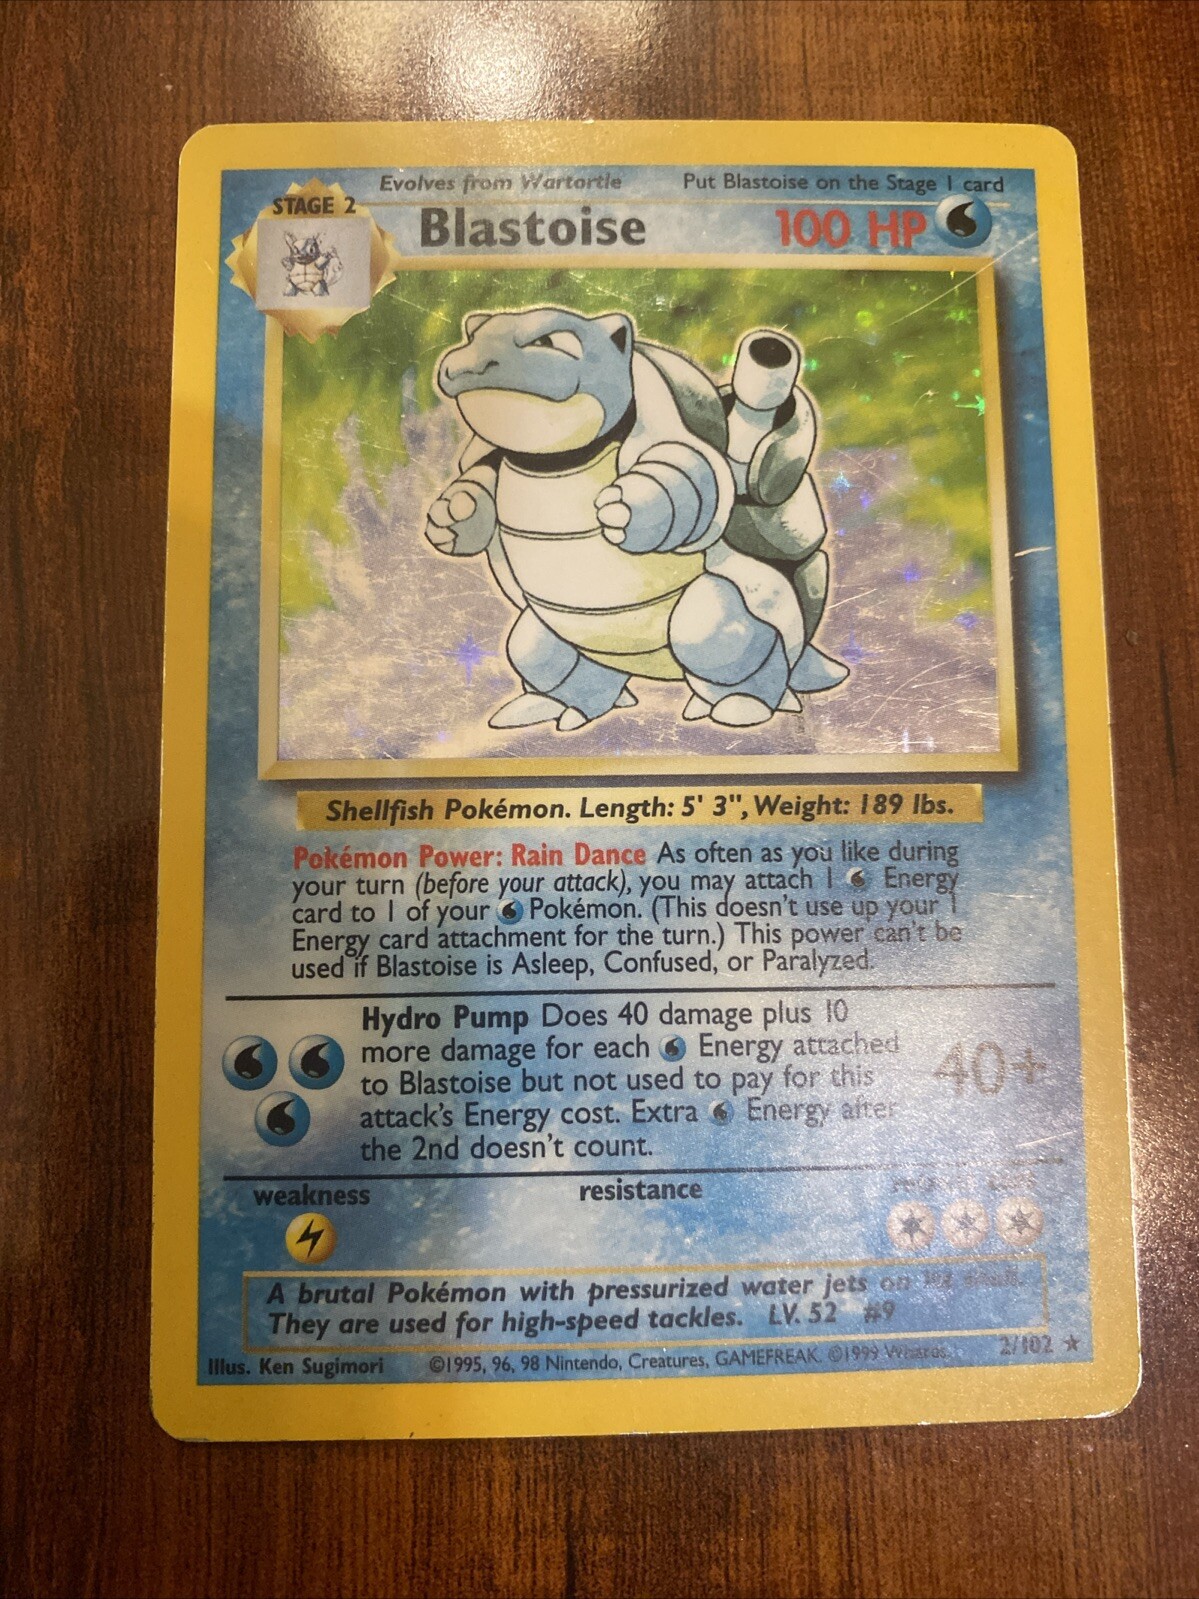 Evolves from Wartortle Put Blastoise on the Stage 1 card
STAGE 2
Blastoise 100 HP
Shellfish Pokémon. Length: 5' 3", Weight: 189 lbs.
Pokémon Power: Rain Dance As often as you like during
your turn (before your attack), you may attach 1 Energy
card to 1 of your Pokémon. (This doesn't use up your 1
Energy card attachment for the turn.) This power can't be
used if Blastoise is Asleep, Confused, or Paralyzed.
Hydro Pump Does 40 damage plus 10
more damage for each Energy attached
to Blastoise but not used to pay for this
attack's Energy cost. Extra Energy after
the 2nd doesn't count.
40+
weakness resistance
A brutal Pokémon with pressurized water jets on
They are used for high-speed tackles. LV. 52 #9
Illus. Ken Sugimori ©1995, 96, 98 Nintendo, Creatures, GAMEFREAK. ©1999 Wizards. 2/102 ★